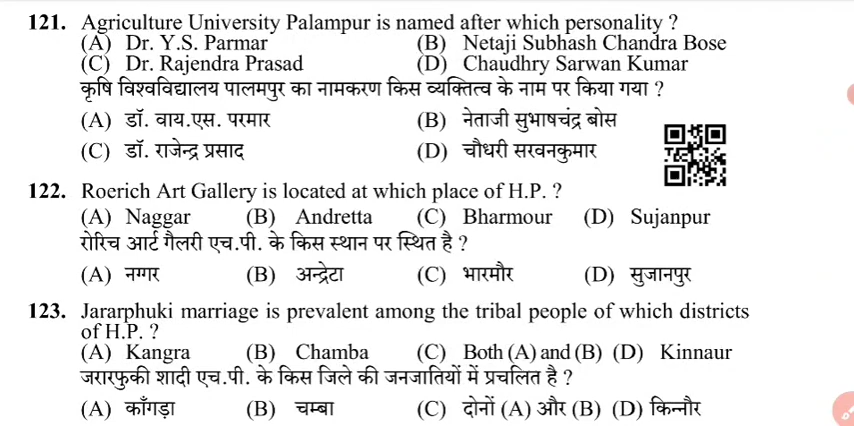 121. Agriculture University Palampur is named after which personality ?
(A) Dr. Y.S. Parmar (B) Netaji Subhash Chandra Bose
(C) Dr. Rajendra Prasad (D) Chaudhry Sarwan Kumar
कृषि विश्वविद्यालय पालमपुर का नामकरण किस व्यक्तित्व के नाम पर किया गया ?
(A) डॉ. वाय.एस. परमार (B) नेताजी सुभाषचंद्र बोस
(C) डॉ. राजेन्द्र प्रसाद (D) चौधरी सरवनकुमार
122. Roerich Art Gallery is located at which place of H.P. ?
(A) Naggar (B) Andretta (C) Bharmour (D) Sujanpur
रोरिच आर्ट गैलरी एच.पी. के किस स्थान पर स्थित है ?
(A) नग्गर (B) अन्द्रेटा (C) भारमौर (D) सुजानपुर
123. Jararphuki marriage is prevalent among the tribal people of which districts
of H.P. ?
(A) Kangra (B) Chamba (C) Both (A) and (B) (D) Kinnaur
जरारफुकी शादी एच.पी. के किस जिले की जनजातियों में प्रचलित है ?
(A) काँगड़ा (B) चम्बा (C) दोनों (A) और (B) (D) किन्नौर